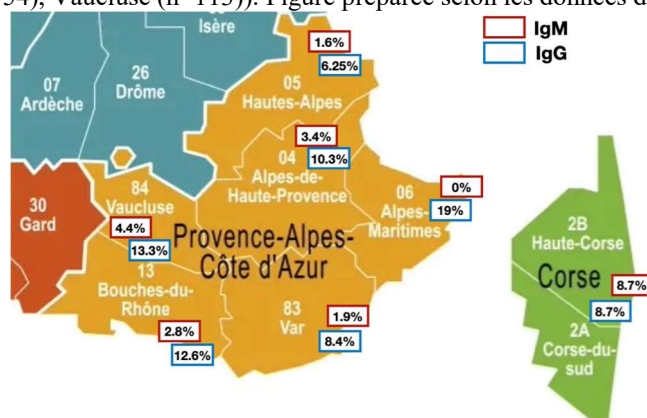 54), Vaucluse (n=113)). Figure préparée selon les données d
IgM
IgG
Isère
1.6%
6.25%
07
Ardèche
26
Drôme
05
Hautes-Alpes
3.4%
10.3%
04
Alpes-de-
Haute-Provence
30
Gard
84
Vaucluse
4.4%
13.3%
06
Alpes-
Maritimes
0%
19%
Provence-Alpes-
Côte d'Azur
13
Bouches-du-
Rhône
2.8%
12.6%
83
Var
1.9%
8.4%
2B
Haute-Corse
Corse
8.7%
8.7%
2A
Corse-du-
sud